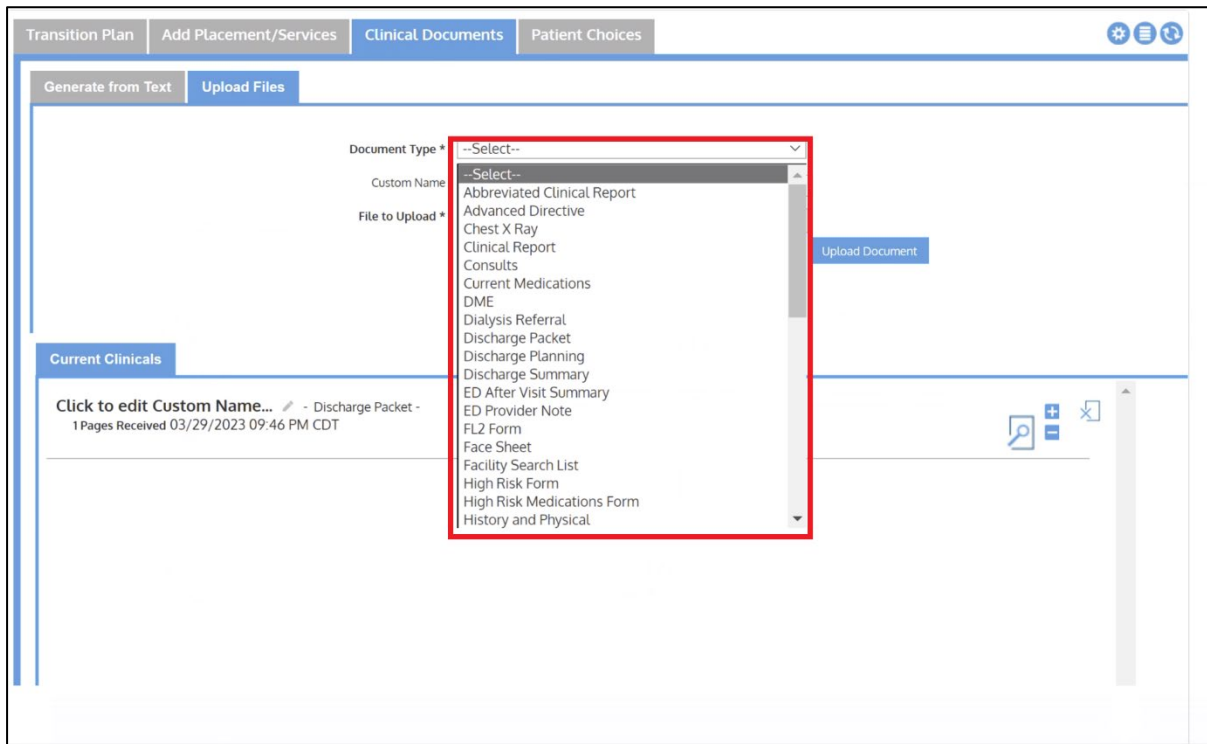 Transition Plan Add Placement/Services Clinical Documents Patient Choices
Generate from Text Upload Files
Document Type * --Select--
Custom Name
File to Upload *
--Select--
Abbreviated Clinical Report
Advanced Directive
Chest X Ray
Clinical Report
Consults
Current Medications
DME
Dialysis Referral
Discharge Packet
Discharge Planning
Discharge Summary
ED After Visit Summary
ED Provider Note
FL2 Form
Face Sheet
Facility Search List
High Risk Form
High Risk Medications Form
History and Physical
Upload Document
Current Clinicals
Click to edit Custom Name... - Discharge Packet -
1 Pages Received 03/29/2023 09:46 PM CDT